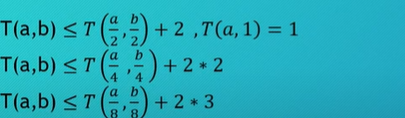 T(a,b) ≤ T(a/2, b/2) + 2 , T(a, 1) = 1
T(a,b) ≤ T(a/4, b/4) + 2 * 2
T(a,b) ≤ T(a/8, b/8) + 2 * 3